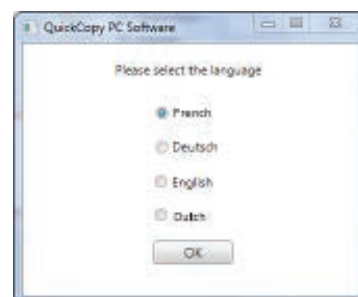 QuickCopy PC Software
Please select the language
French
Deutsch
English
Dutch
OK